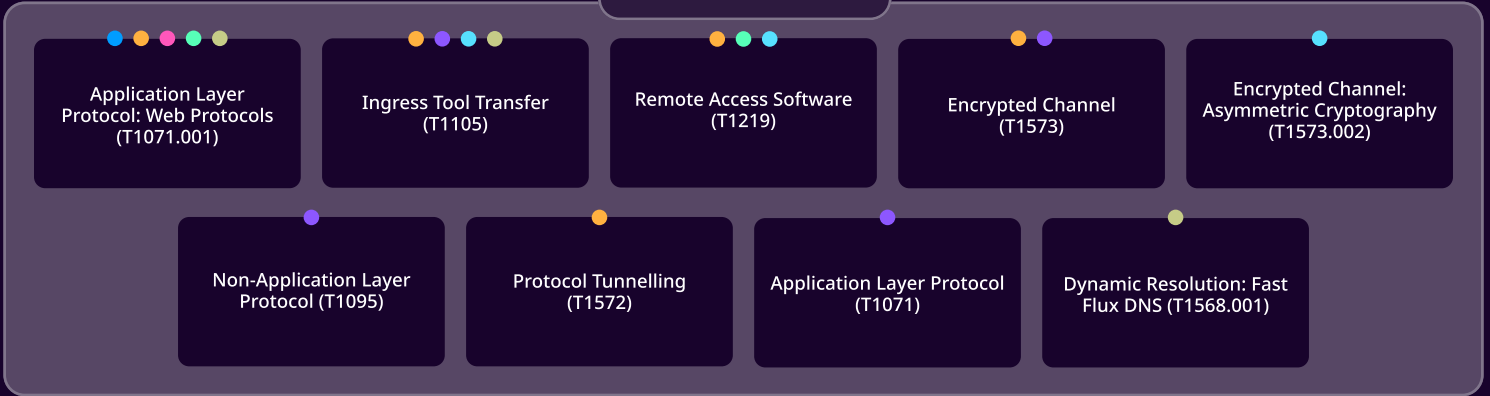 Application Layer
Protocol: Web Protocols
(T1071.001)
Ingress Tool Transfer
(T1105)
Remote Access Software
(T1219)
Encrypted Channel
(T1573)
Encrypted Channel:
Asymmetric Cryptography
(T1573.002)
Non-Application Layer
Protocol (T1095)
Protocol Tunnelling
(T1572)
Application Layer Protocol
(T1071)
Dynamic Resolution: Fast
Flux DNS (T1568.001)